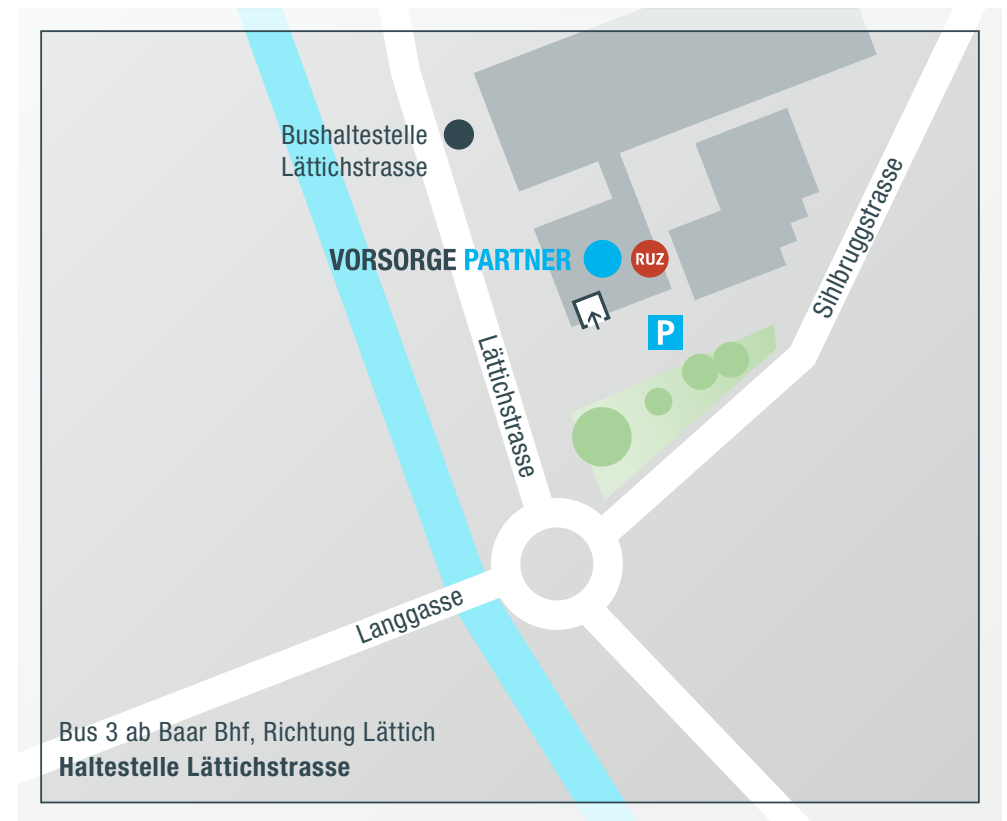 Bushaltestelle
Lättichstrasse
VORSORGE PARTNER
RUZ
P
Sihlbruggstrasse
Lättichstrasse
Langgasse
Bus 3 ab Baar Bhf, Richtung Lättich
Haltestelle Lättichstrasse